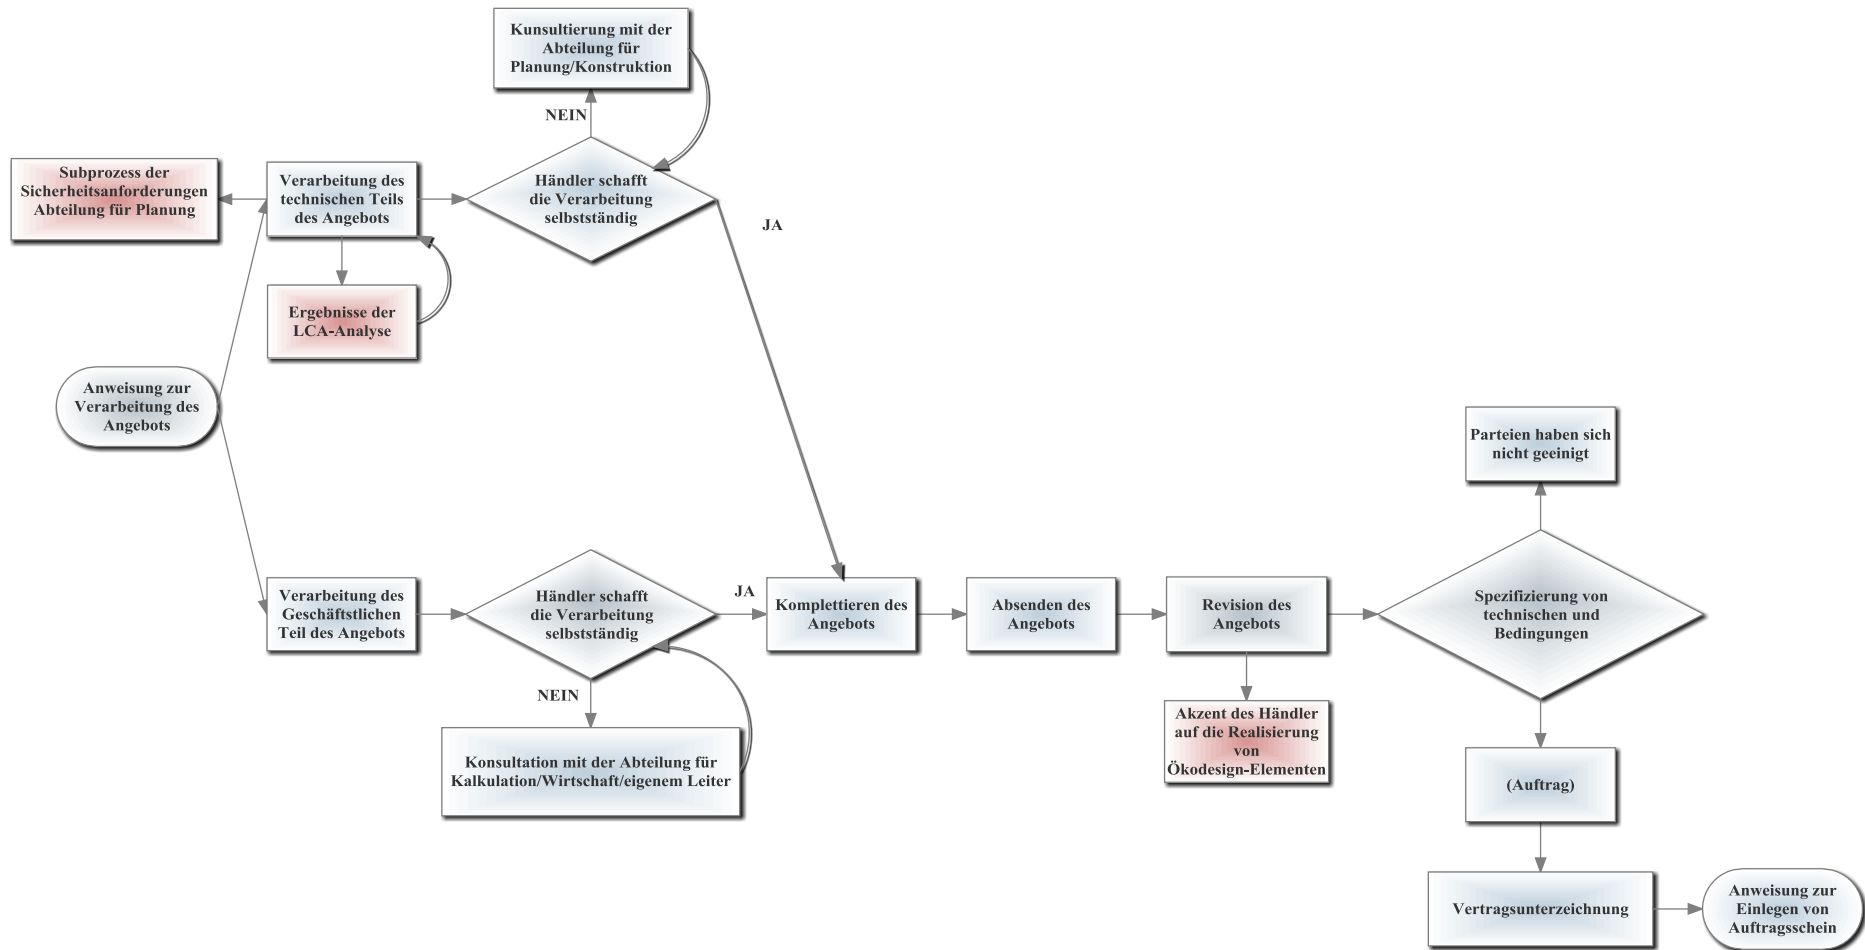 Kunsultierung mit der
Abteilung für
Planung/Konstruktion
NEIN
Subprozess der
Sicherheitsanforderungen
Abteilung für Planung
Verarbeitung des
technischen Teils
des Angebots
Händler schafft
die Verarbeitung
selbstständig
JA
Ergebnisse der
LCA-Analyse
Anweisung zur
Verarbeitung des
Angebots
Parteien haben sich
nicht geeinigt
Verarbeitung des
Geschäftstlichen
Teil des Angebots
Händler schafft
die Verarbeitung
selbstständig
JA
Komplettieren des
Angebots
Absenden des
Angebots
Revision des
Angebots
Spezifizierung von
technischen und
Bedingungen
NEIN
Konsultation mit der Abteilung für
Kalkulation/Wirtschaft/eigenem Leiter
Akzent des Händler
auf die Realisierung
von
Ökodesign-Elementen
(Auftrag)
Vertragsunterzeichnung
Anweisung zur
Einlegen von
Auftragsschein